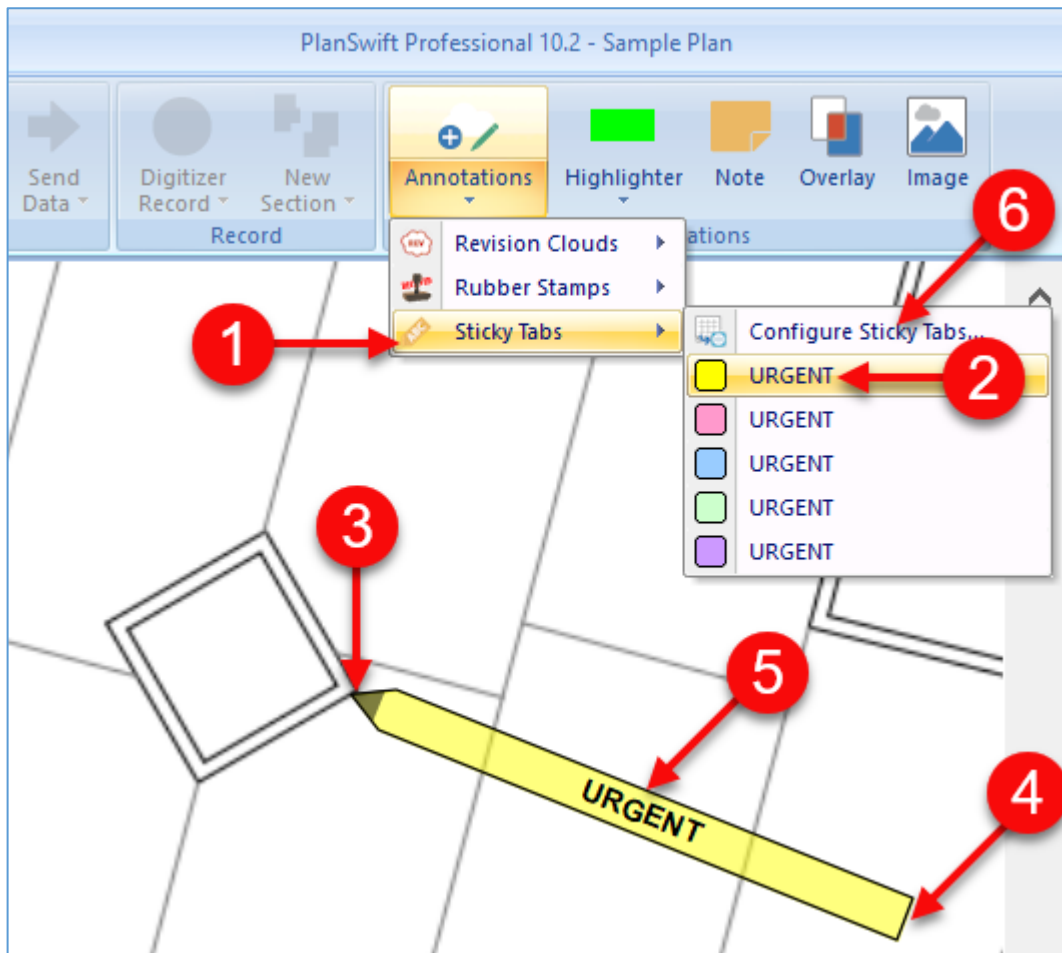 PlanSwift Professional 10.2 - Sample Plan
Send Data
Digitizer Record
New Section
Annotations
Highlighter
Note
Overlay
Image
Record
ations
6
Revision Clouds
Rubber Stamps
1
Sticky Tabs
Configure Sticky Tabs...
URGENT
2
URGENT
URGENT
URGENT
URGENT
3
5
URGENT
4